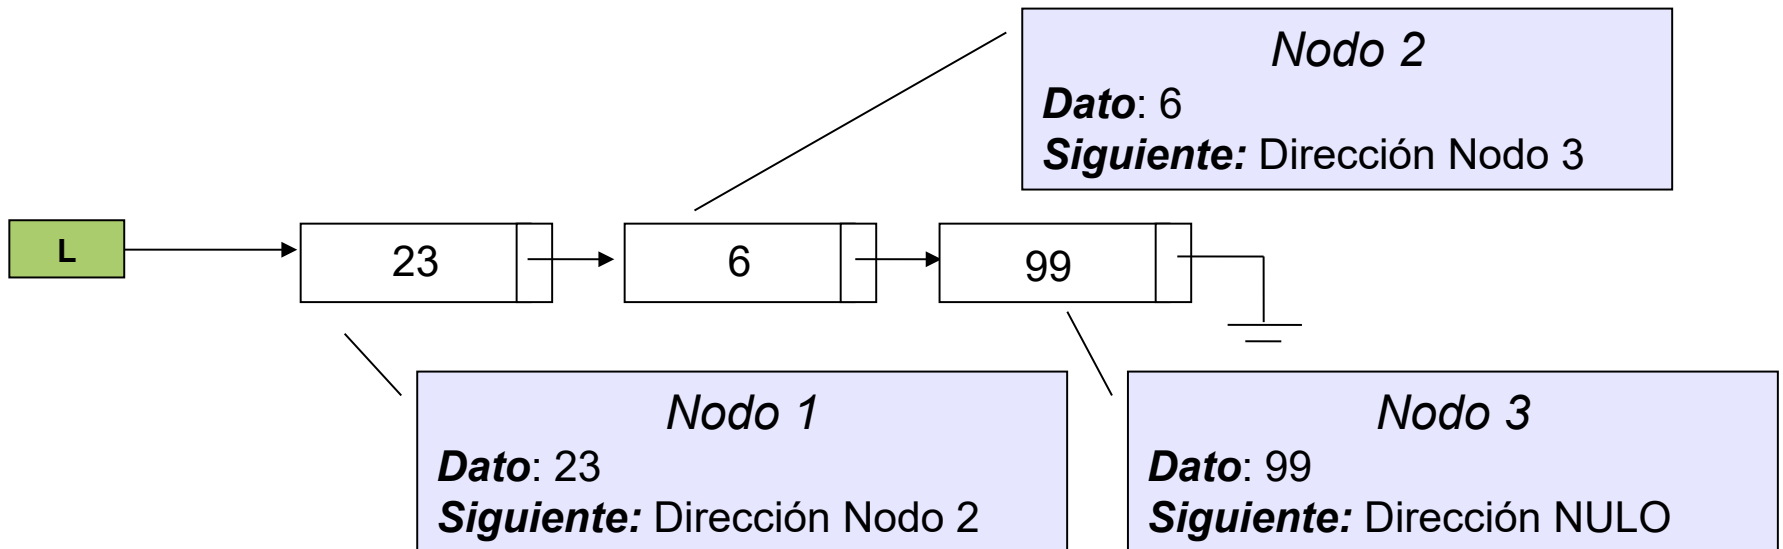 Nodo 2
Dato: 6
Siguiente: Dirección Nodo 3
L
23
6
99
Nodo 1
Dato: 23
Siguiente: Dirección Nodo 2
Nodo 3
Dato: 99
Siguiente: Dirección NULO